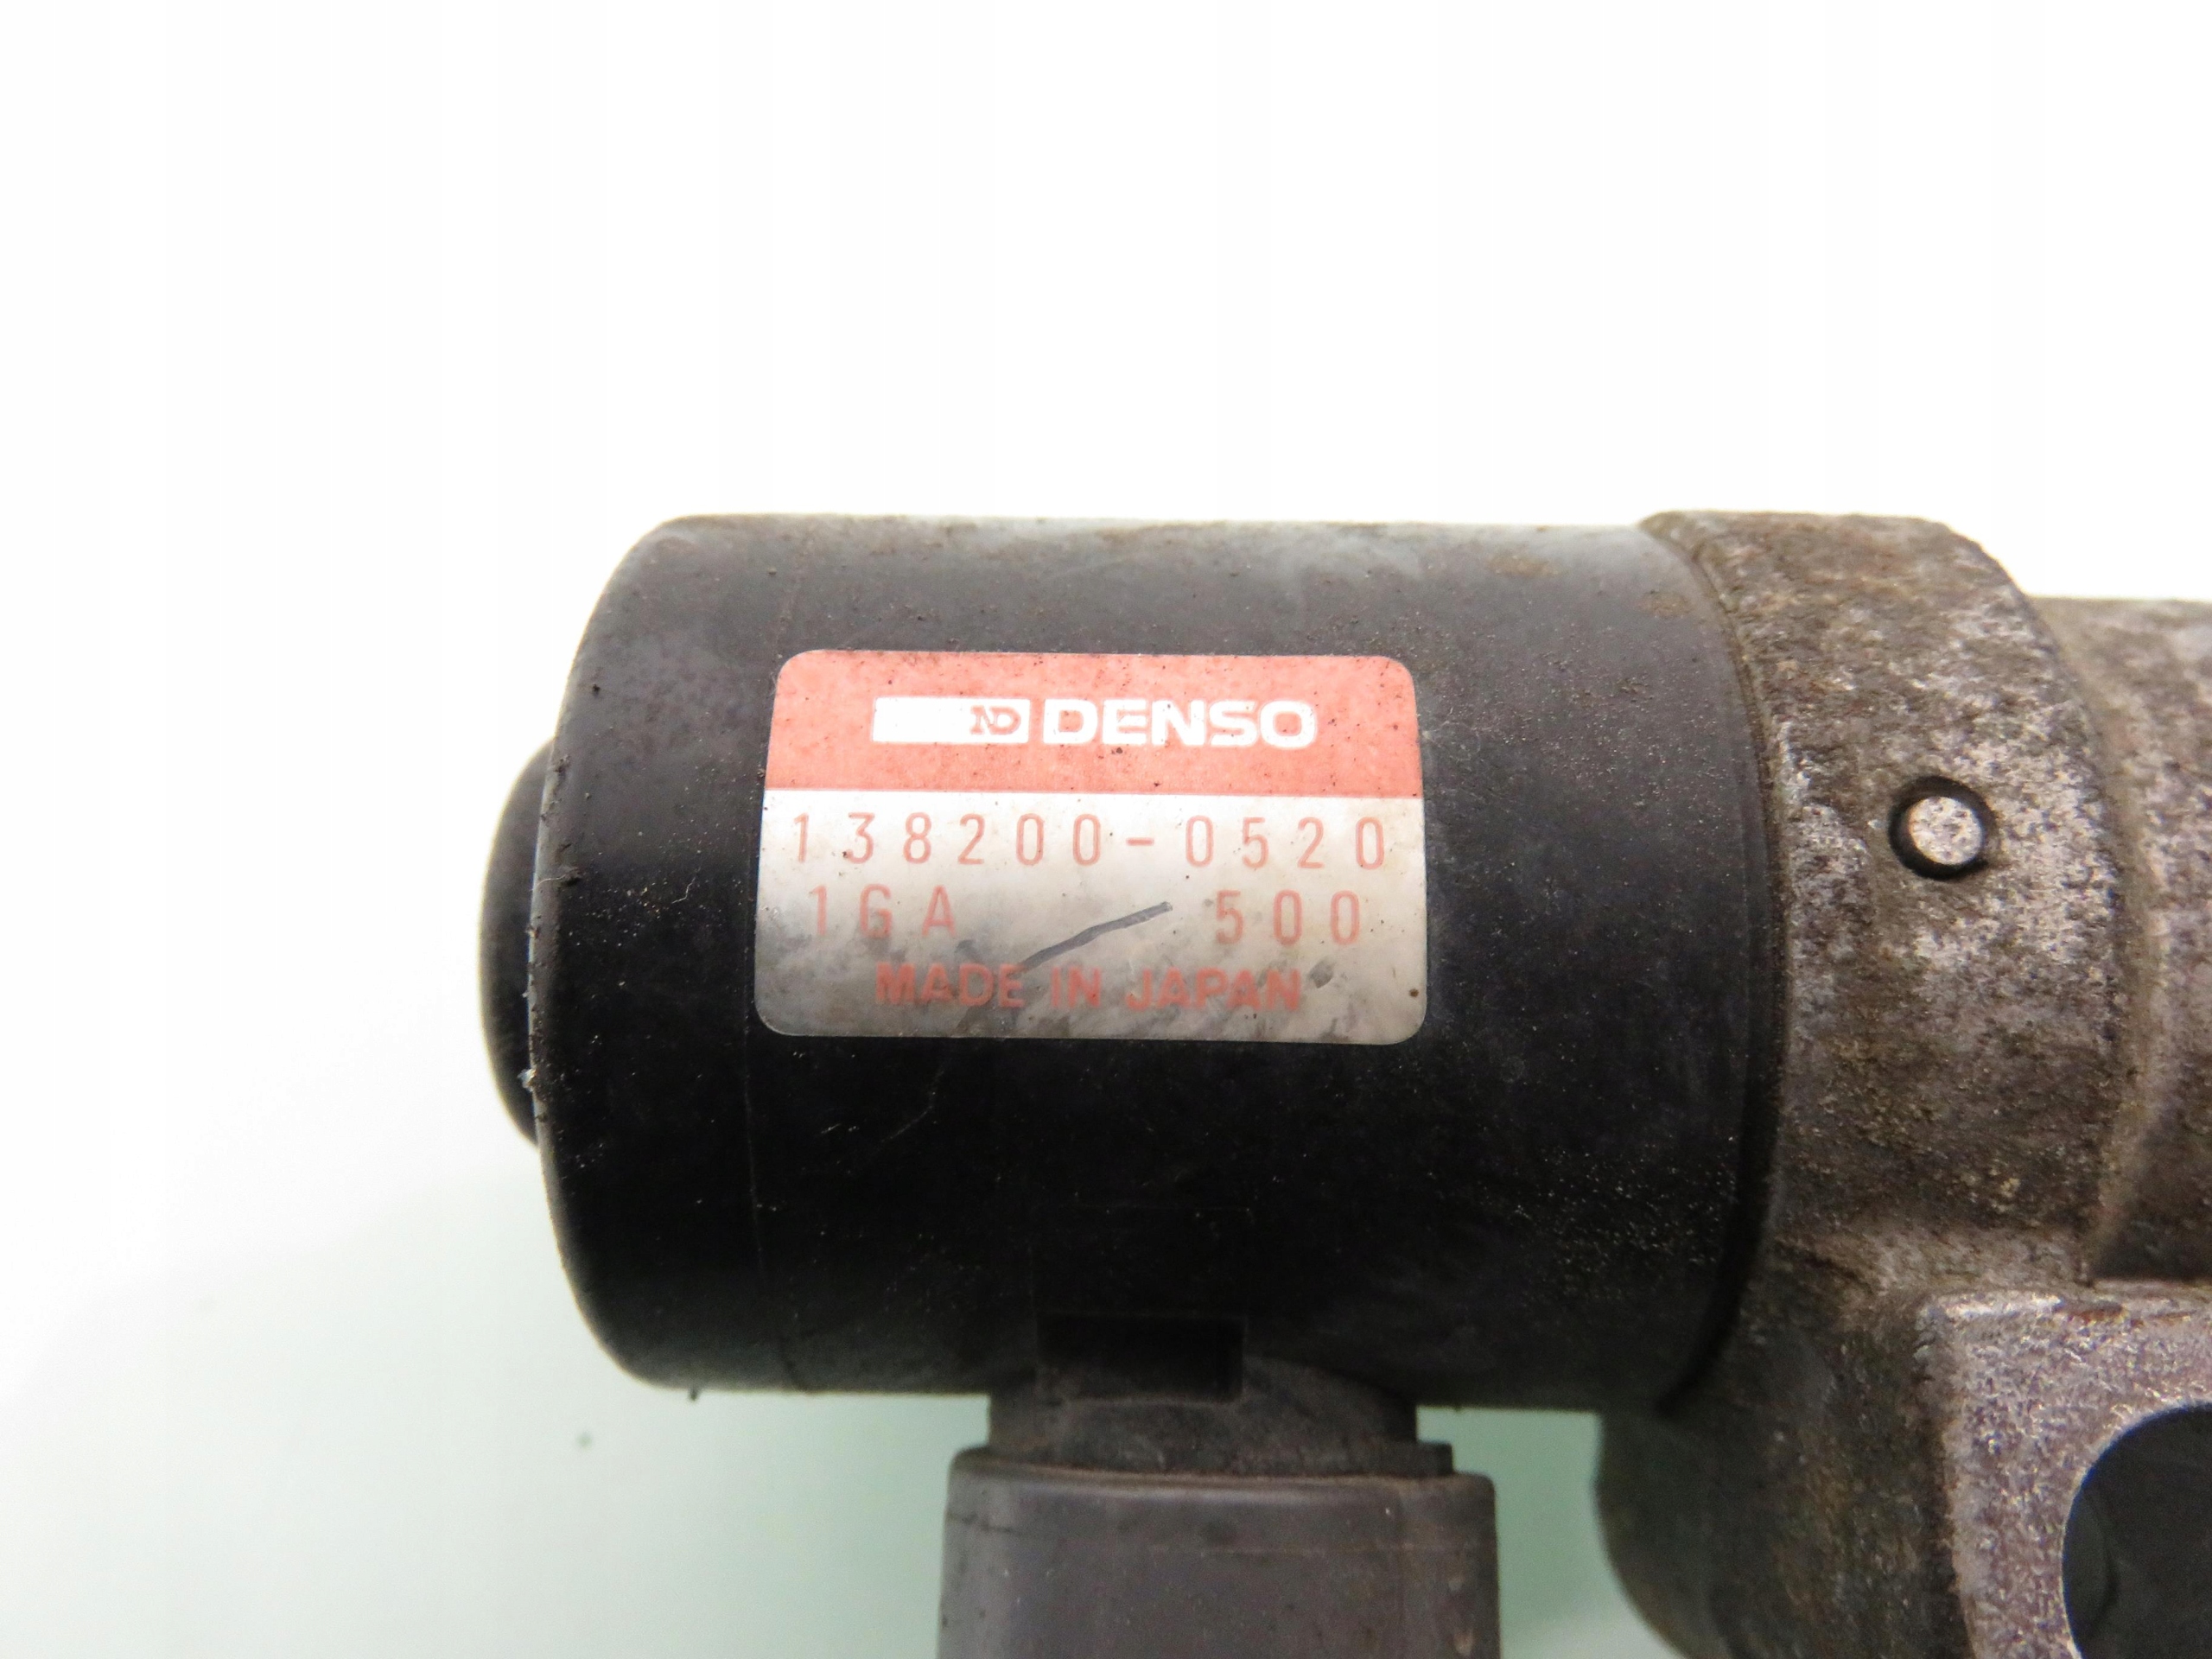 ND DENSO
138200-0520
1GA 500
MADE IN JAPAN